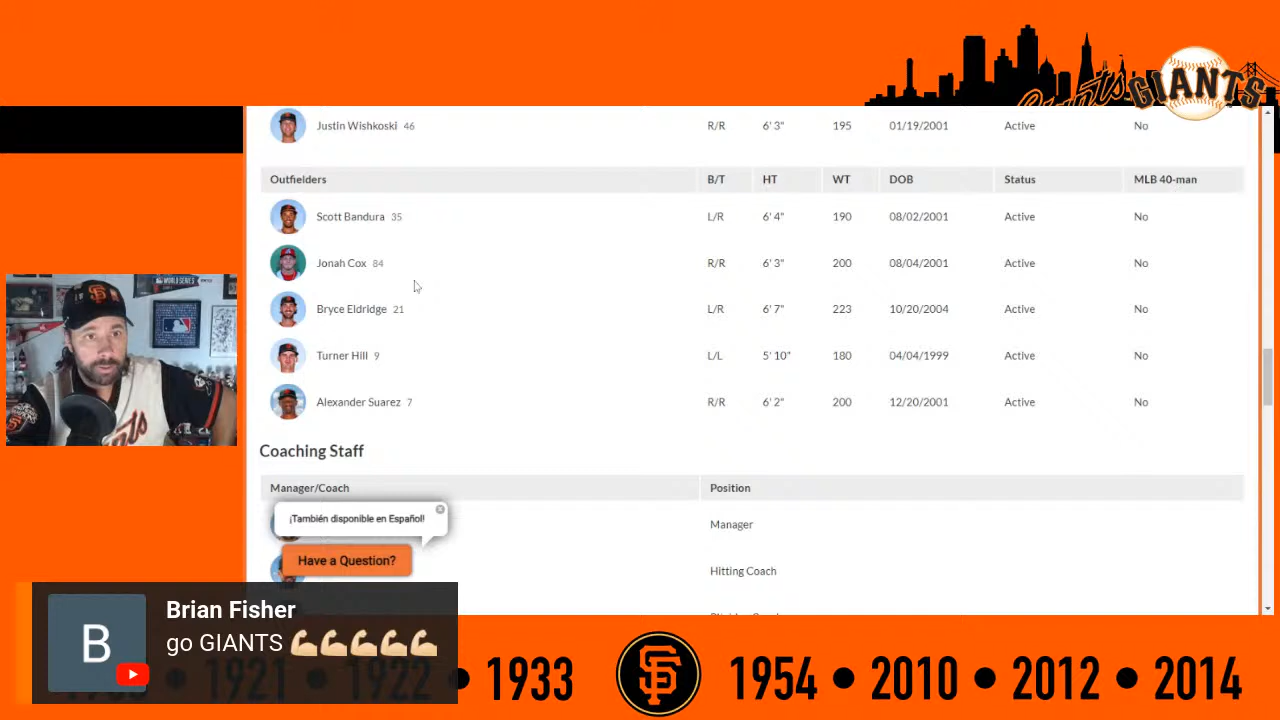 Giants
GIANTS
Justin Wishkoski 46 R/R 6' 3" 195 01/19/2001 Active No
Outfielders B/T HT WT DOB Status MLB 40-man
Scott Bandura 35 L/R 6' 4" 190 08/02/2001 Active No
Jonah Cox 84 R/R 6' 3" 200 08/04/2001 Active No
Bryce Eldridge 21 L/R 6' 7" 223 10/20/2004 Active No
Turner Hill 9 L/L 5' 10" 180 04/04/1999 Active No
Alexander Suarez 7 R/R 6' 2" 200 12/20/2001 Active No
Coaching Staff
Manager/Coach Position
¡También disponible en Español!
Manager
Have a Question?
Hitting Coach
B
Brian Fisher
go GIANTS 💪🏼💪🏼💪🏼💪🏼💪🏼
1921 • 1922 • 1933 SF 1954 • 2010 • 2012 • 2014